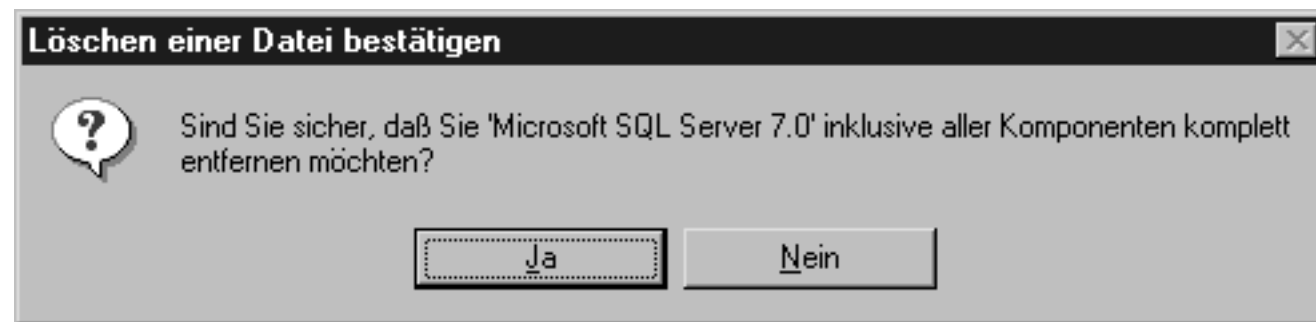 Löschen einer Datei bestätigen
Sind Sie sicher, daß Sie 'Microsoft SQL Server 7.0' inklusive aller Komponenten komplett
entfernen möchten?
Ja
Nein